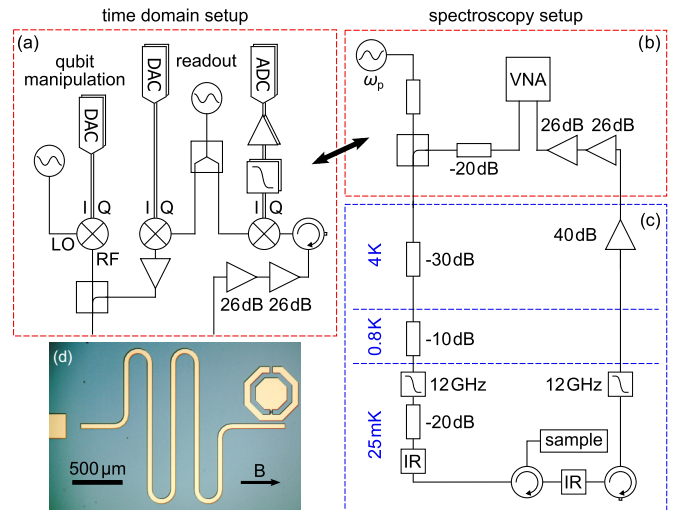 time domain setup
spectroscopy setup
(a)
qubit
manipulation
DAC
DAC
readout
ADC
I Q
I Q
I Q
LO
RF
26dB 26dB
(b)
ωp
VNA
-20dB
26dB 26dB
(c)
4K
-30dB
40dB
0.8K
-10dB
25mK
12GHz
12GHz
-20dB
IR
sample
IR
(d)
500µm
B